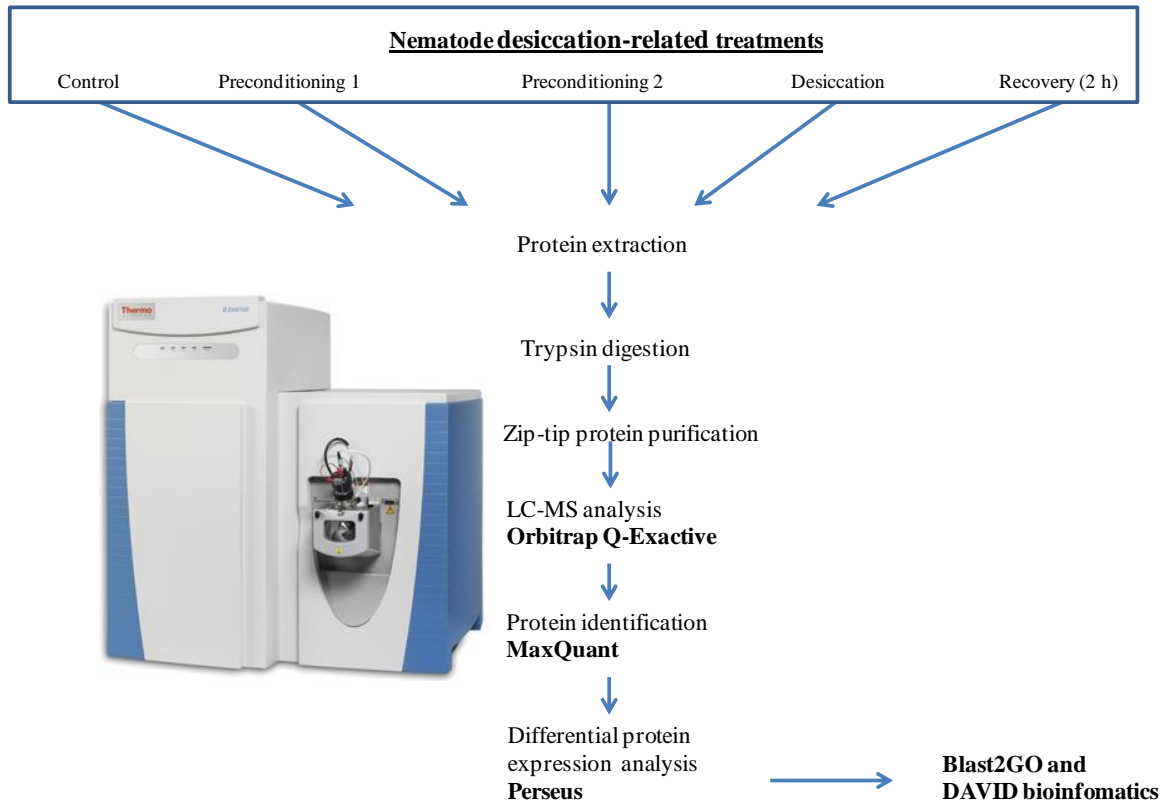 Nematode desiccation-related treatments
Control Preconditioning 1 Preconditioning 2 Desiccation Recovery (2 h)
Protein extraction
Trypsin digestion
Zip-tip protein purification
LC-MS analysis
Orbitrap Q-Exactive
Protein identification
MaxQuant
Differential protein
expression analysis
Perseus
Blast2GO and
DAVID bioinfomatics
Thermo
Q Exactive